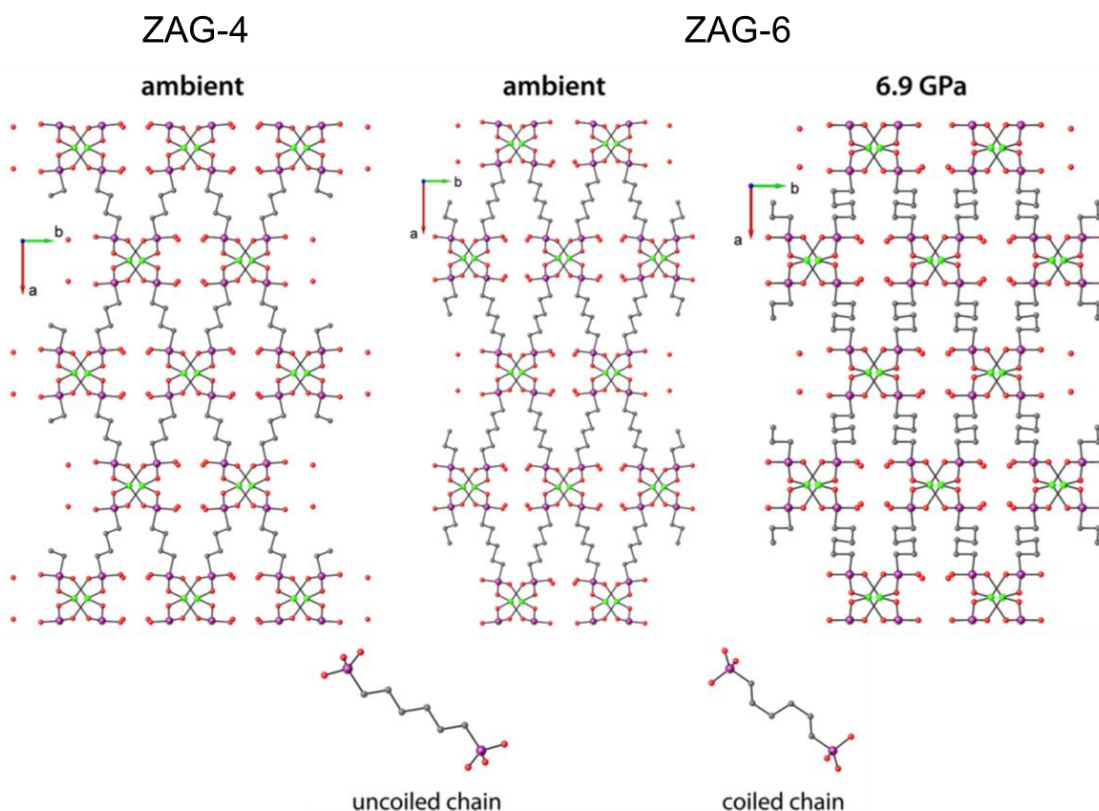 ZAG-4
ZAG-6
ambient
ambient
6.9 GPa
b
a
b
a
b
a
uncoiled chain
coiled chain